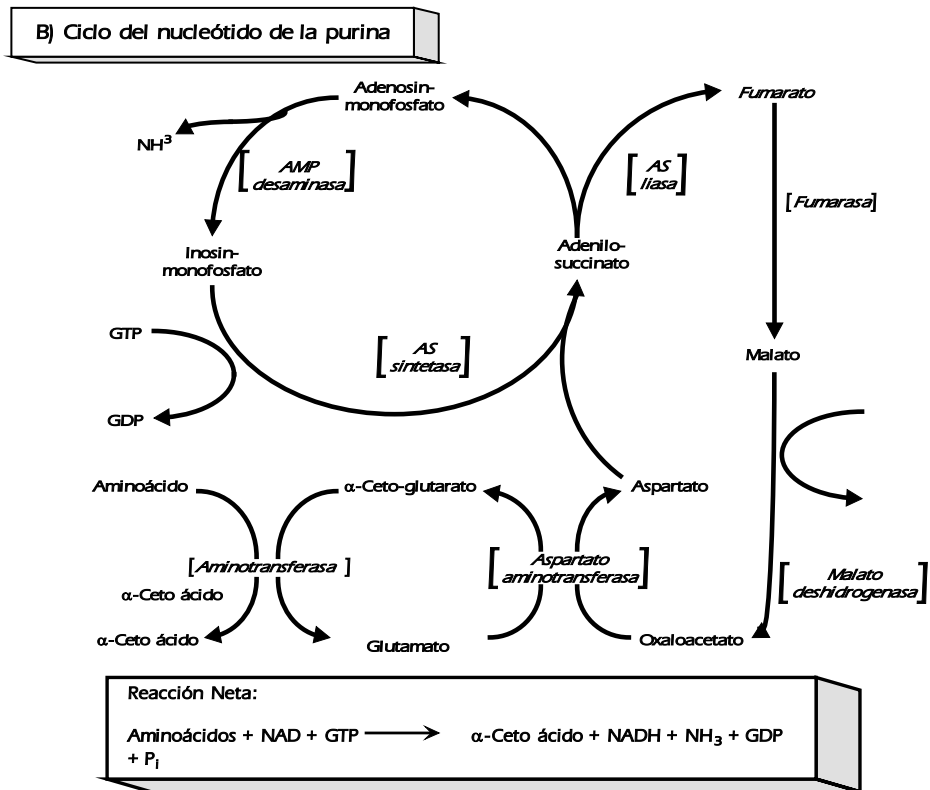 B) Ciclo del nucleótido de la purina
Adenosin-
monofosfato
Fumarato
NH³
[AMP
desaminasa]
[AS
liasa]
[Fumarasa]
Inosin-
monofosfato
Adenilo-
succinato
GTP
[AS
sintetasa]
Malato
GDP
Aminoácido
α-Ceto-glutarato
Aspartato
[Aminotransferasa ]
[Aspartato
aminotransferasa]
[Malato
deshidrogenasa]
α-Ceto ácido
α-Ceto ácido
Glutamato
Oxaloacetato
Reacción Neta:
Aminoácidos + NAD + GTP → α-Ceto ácido + NADH + NH₃ + GDP
+ Pᵢ